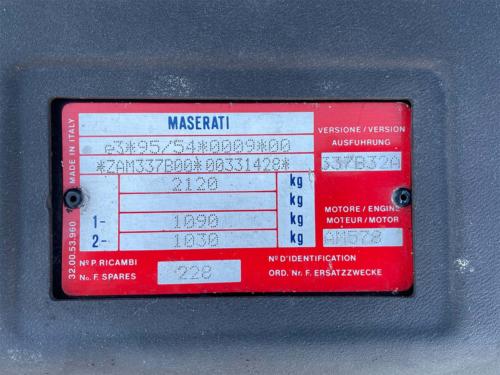 MASERATI
e3*95/54*0009*00
*ZAM337B00*00331428*
2120 kg
kg
1- 1090 kg
2- 1030 kg
Nº P. RICAMBI
No. F. SPARES
228
VERSIONE / VERSION
AUSFUHRUNG
337B32A
MOTORE / ENGINE
MOTEUR / MOTOR
AM578
Nº D'IDENTIFICATION
ORD. Nr. F. ERSATZZWECKE
32.00.53.960
MADE IN ITALY